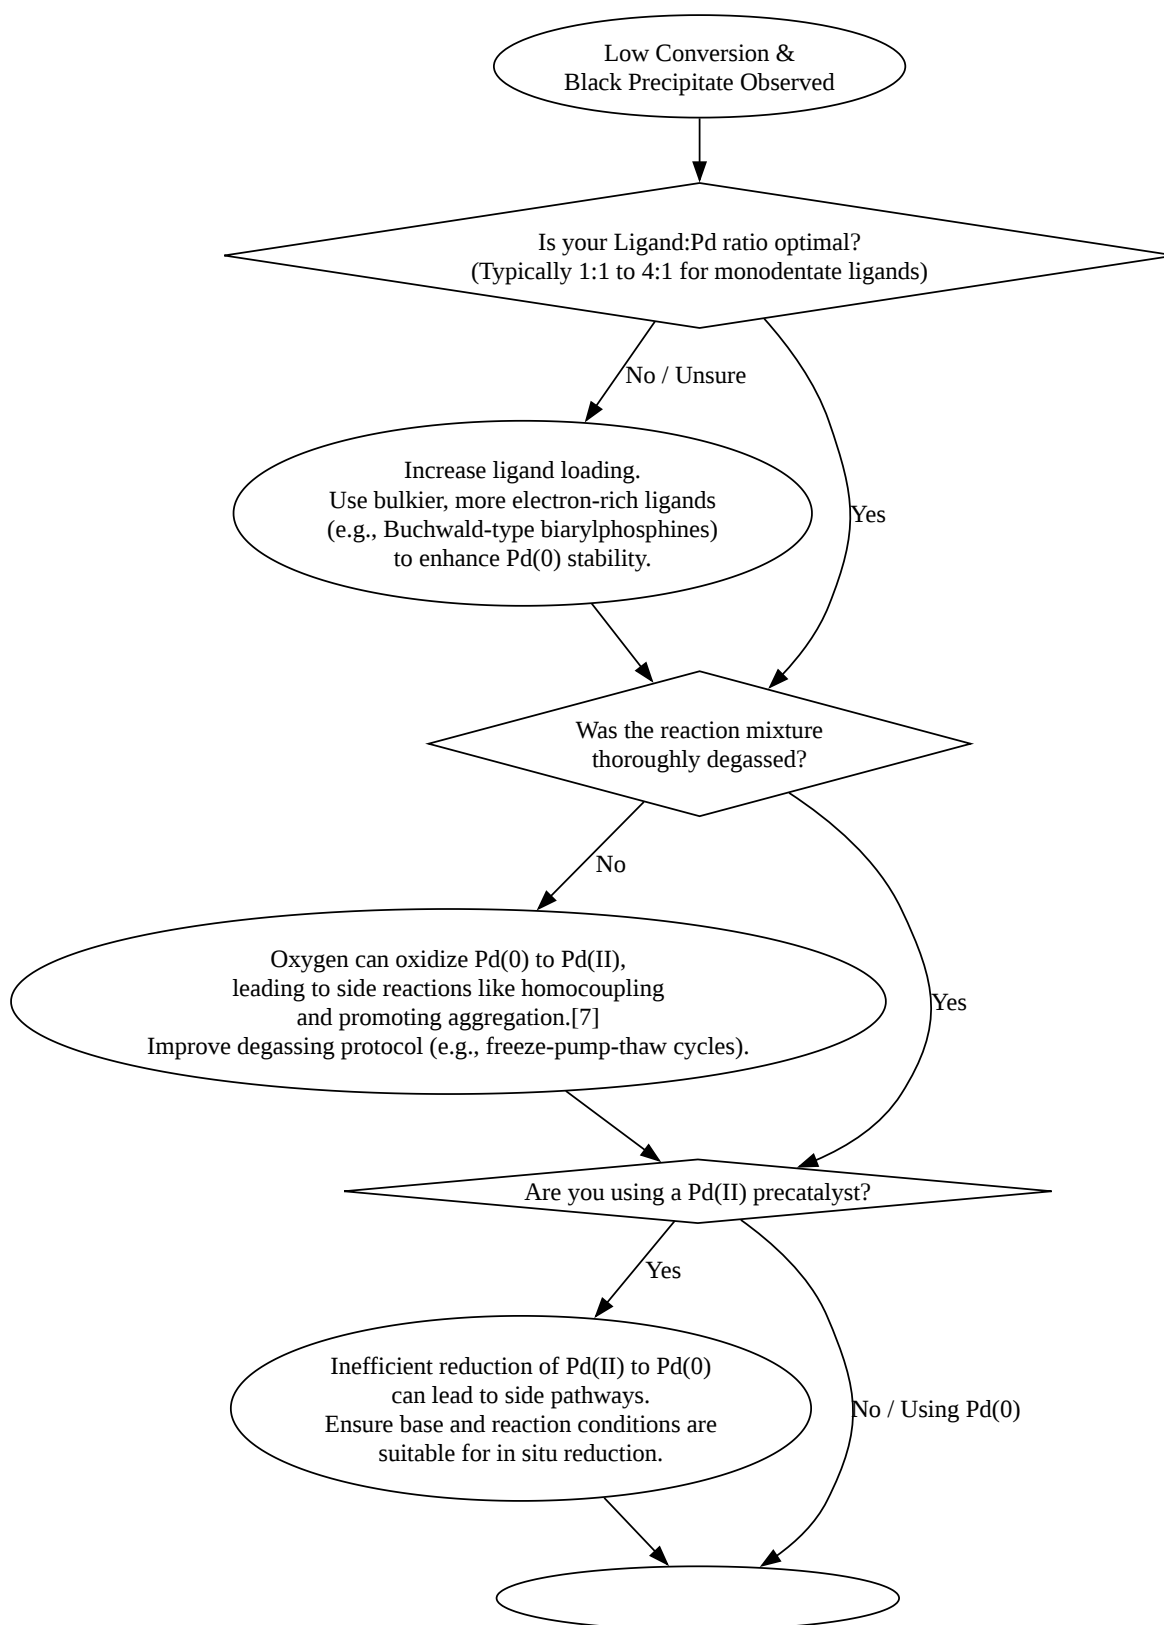 Low Conversion &
Black Precipitate Observed
Is your Ligand:Pd ratio optimal?
(Typically 1:1 to 4:1 for monodentate ligands)
No / Unsure
Increase ligand loading.
Use bulkier, more electron-rich ligands
(e.g., Buchwald-type biarylphosphines)
to enhance Pd(0) stability.
Yes
Was the reaction mixture
thoroughly degassed?
No
Oxygen can oxidize Pd(0) to Pd(II),
leading to side reactions like homocoupling
and promoting aggregation.[7]
Improve degassing protocol (e.g., freeze-pump-thaw cycles).
Yes
Are you using a Pd(II) precatalyst?
Yes
Inefficient reduction of Pd(II) to Pd(0)
can lead to side pathways.
Ensure base and reaction conditions are
suitable for in situ reduction.
No / Using Pd(0)